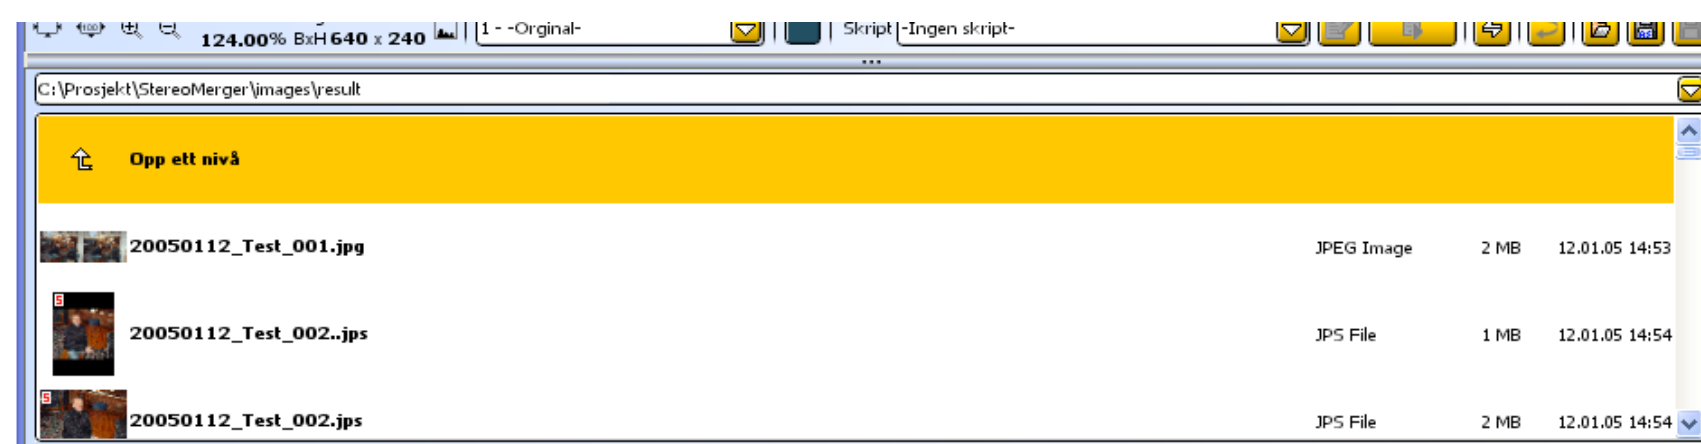 124.00% BxH 640 x 240 1 - -Orginal- Skript -Ingen skript-
C:\Prosjekt\StereoMerger\images\result
Opp ett nivå
20050112_Test_001.jpg JPEG Image 2 MB 12.01.05 14:53
S
20050112_Test_002..jps JPS File 1 MB 12.01.05 14:54
S
20050112_Test_002.jps JPS File 2 MB 12.01.05 14:54